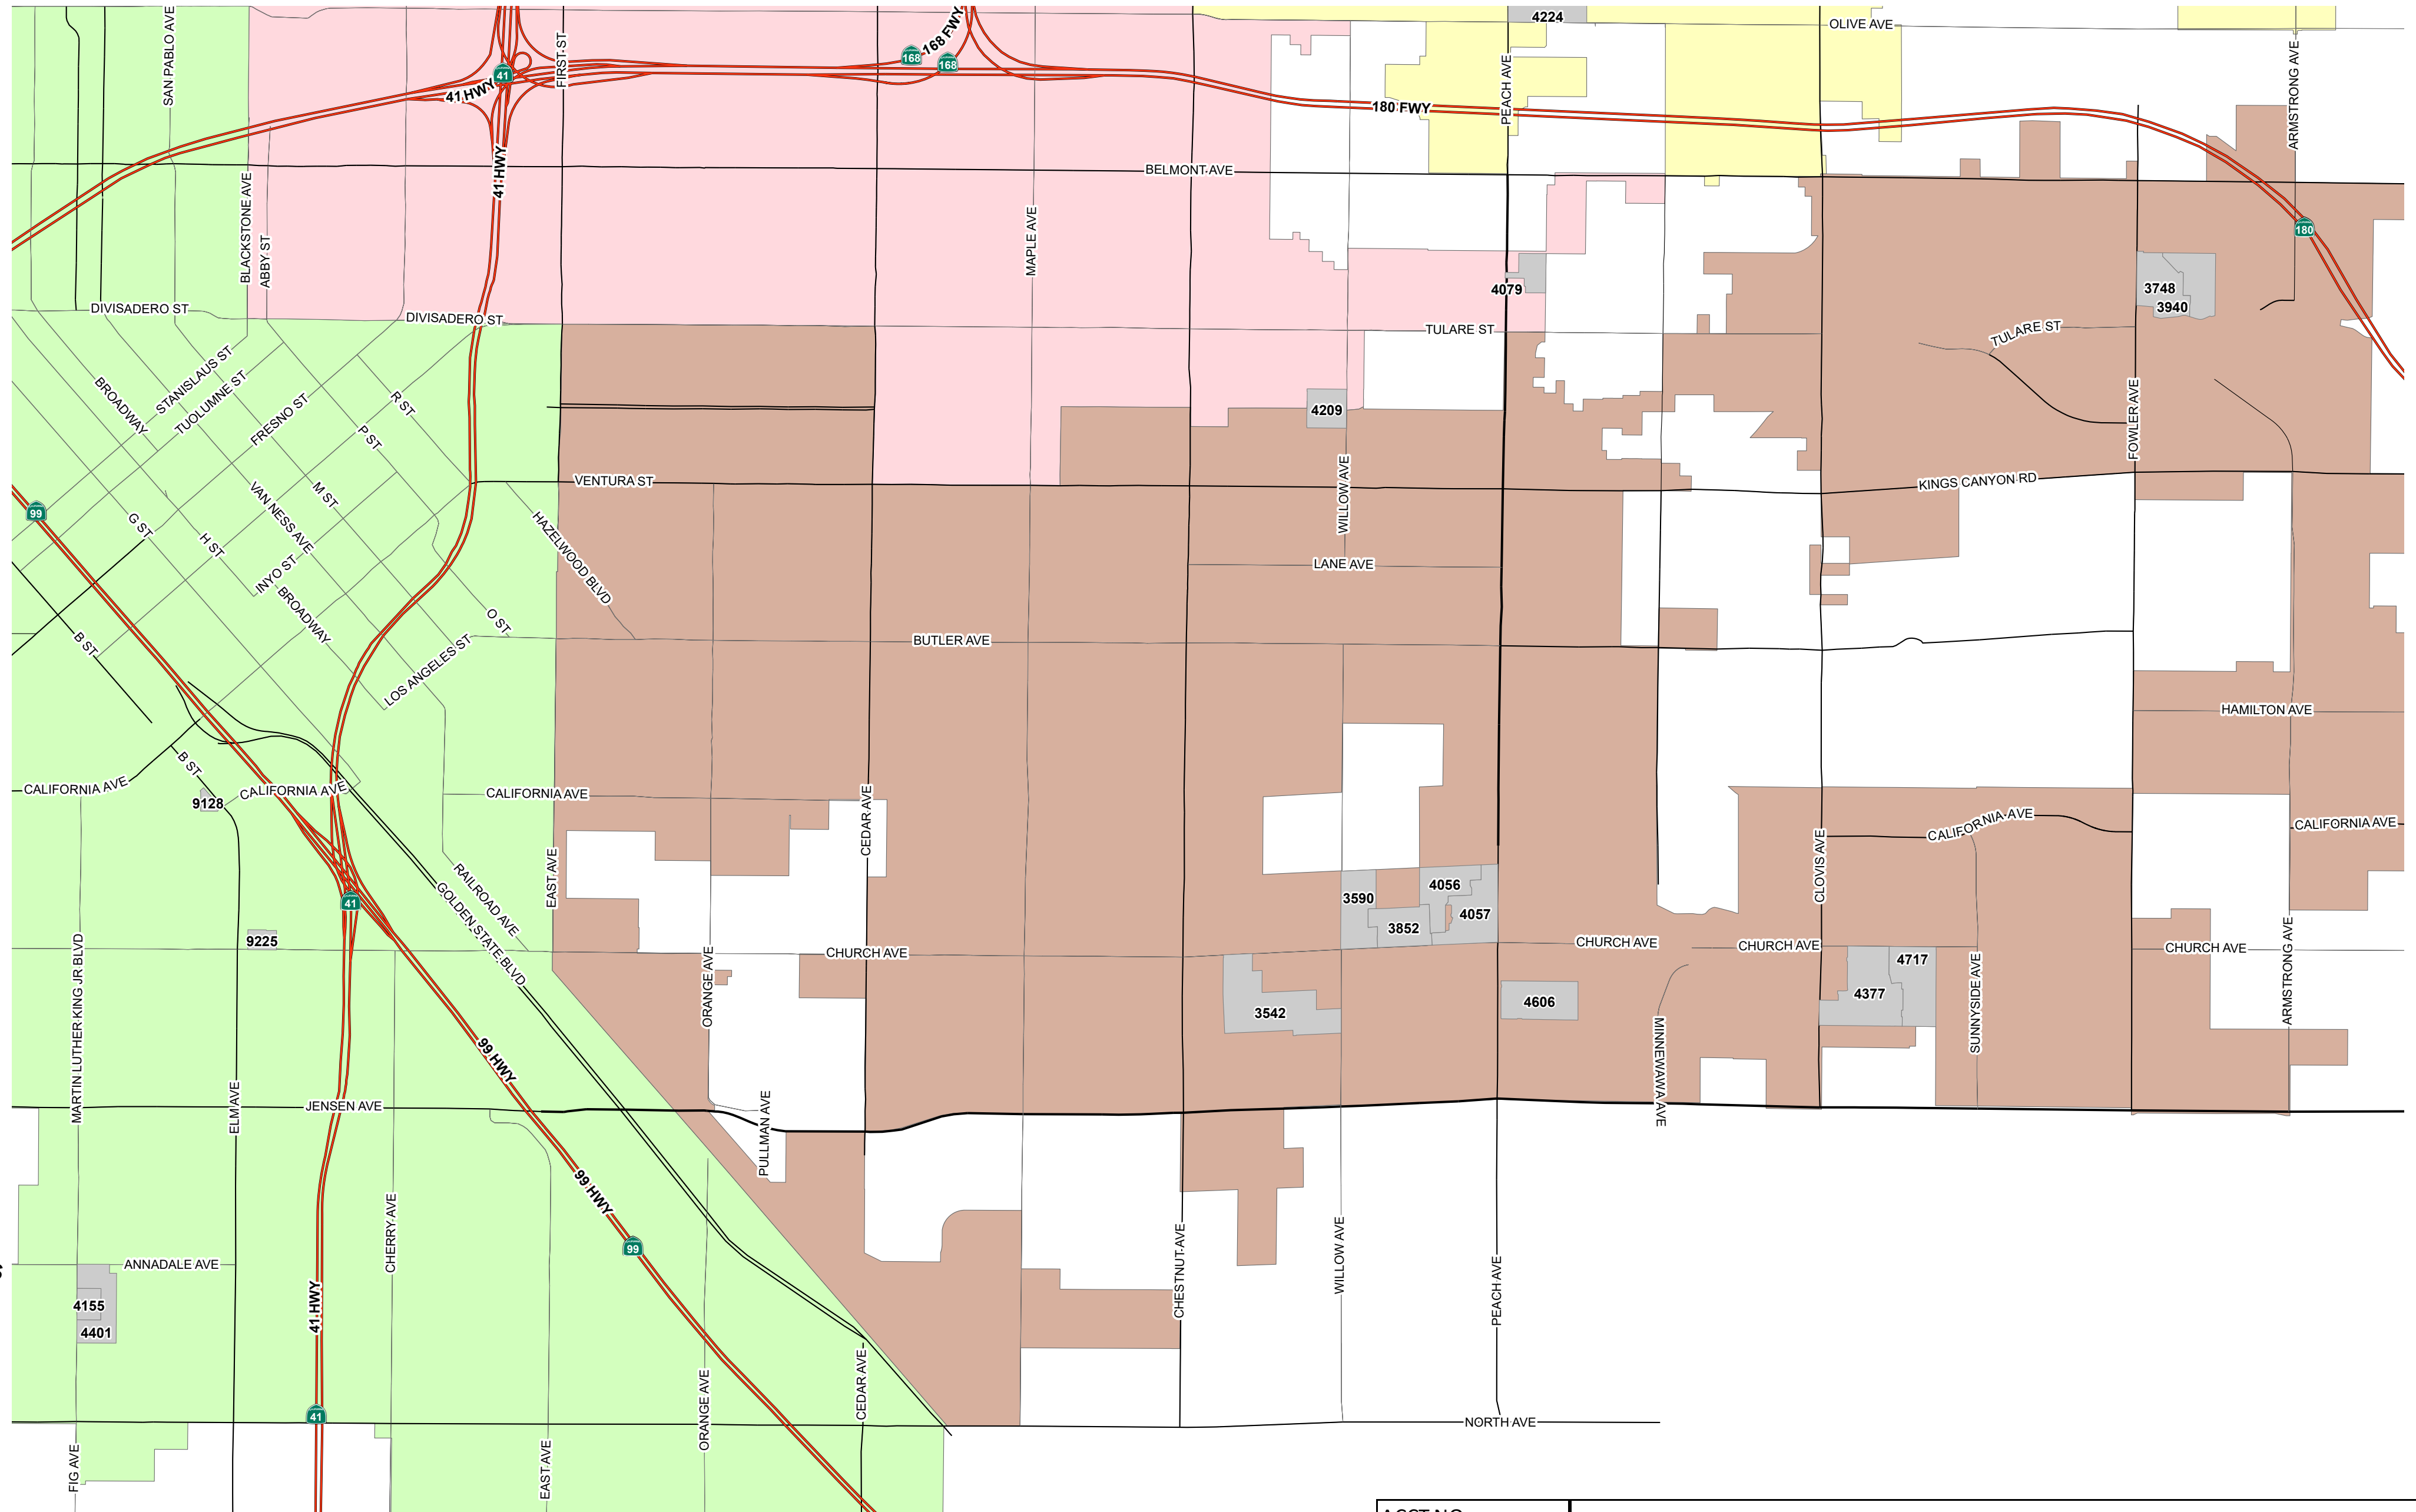 4224
OLIVE AVE
SAN PABLO AVE
FIRST ST
168 FWY
168
168
41
41 HWY
PEACH AVE
ARMSTRONG AVE
180 FWY
41 HWY
BELMONT AVE
BLACKSTONE AVE
ABBY ST
MAPLE AVE
180
4079
3748
3940
DIVISADERO ST
DIVISADERO ST
TULARE ST
TULARE ST
STANISLAUS ST
TUOLUMNE ST
BROADWAY
FRESNO ST
R ST
P ST
4209
FOWLER AVE
VENTURA ST
KINGS CANYON RD
WILLOW AVE
99
G ST
H ST
VAN NESS AVE
M ST
HAZELWOOD BLVD
INYO ST
BROADWAY
LANE AVE
O ST
B ST
LOS ANGELES ST
BUTLER AVE
HAMILTON AVE
B ST
CALIFORNIA AVE
9128
CALIFORNIA AVE
CALIFORNIA AVE
CEDAR AVE
CALIFORNIA AVE
CALIFORNIA AVE
CLOVIS AVE
EAST AVE
RAILROAD AVE
GOLDEN STATE BLVD
41
3590
4056
4057
3852
9225
CHURCH AVE
CHURCH AVE
CHURCH AVE
CHURCH AVE
4717
4377
ORANGE AVE
3542
4606
SUNNYSIDE AVE
ARMSTRONG AVE
MARTIN LUTHER KING JR BLVD
ELM AVE
99 HWY
MINNEWAWA AVE
JENSEN AVE
PULLMAN AVE
99 HWY
CHERRY AVE
99
CHESTNUT AVE
WILLOW AVE
PEACH AVE
ANNADALE AVE
4155
4401
41 HWY
41
CEDAR AVE
ORANGE AVE
NORTH AVE
FIG AVE
EAST AVE